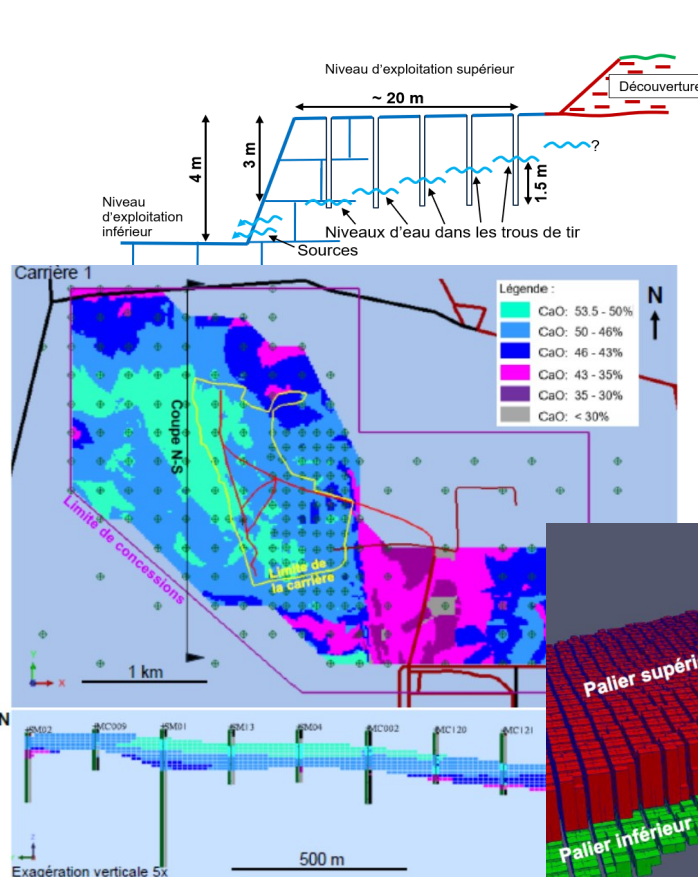 Niveau d'exploitation supérieur
Découverture
~ 20 m
4 m
3 m
1.5 m
?
Niveau
d'exploitation
inférieur
Niveaux d'eau dans les trous de tir
Sources
Carrière 1
Légende :
CaO: 53.5 - 50%
CaO: 50 - 46%
CaO: 46 - 43%
CaO: 43 - 35%
CaO: 35 - 30%
CaO: < 30%
N
Coupe N-S
Limite de concessions
Limite de
la carrière
1 km
Y
X
N
SM02
MC009
SM01
SM13
SM04
MC002
MC120
MC121
Z
500 m
Exagération verticale 5x
Palier supéri
Palier inférieur